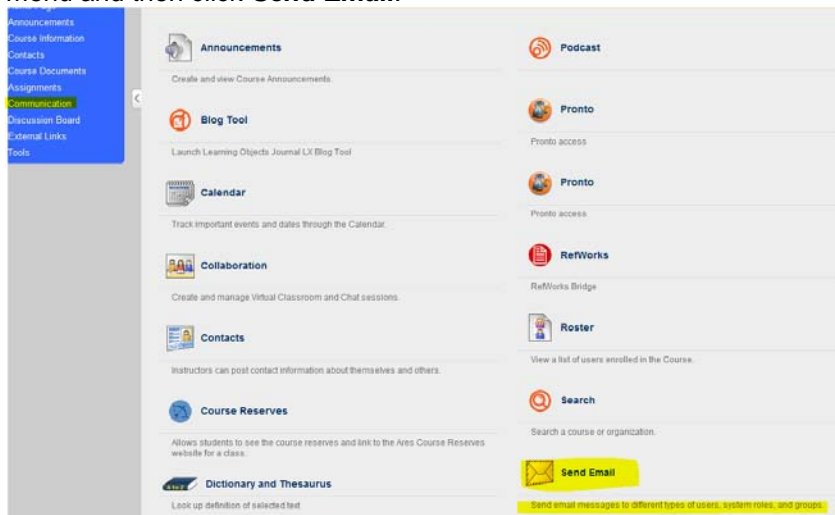 menu and then click Send Email.
Announcements
Course Information
Contacts
Course Documents
Assignments
Communication
Discussion Board
External Links
Tools
Announcements
Create and view Course Announcements.
Blog Tool
Launch Learning Objects Journal LX Blog Tool
Calendar
Track important events and dates through the Calendar.
Collaboration
Create and manage Virtual Classroom and Chat sessions.
Contacts
Instructors can post contact information about themselves and others.
Course Reserves
Allows students to see the course reserves and link to the Ares Course Reserves
website for a class.
A to Z
Dictionary and Thesaurus
Look up definition of selected text
Podcast
Pronto
Pronto access
Pronto
Pronto access
RefWorks
RefWorks Bridge
Roster
View a list of users enrolled in the Course.
Search
Search a course or organization.
Send Email
Send email messages to different types of users, system roles, and groups.